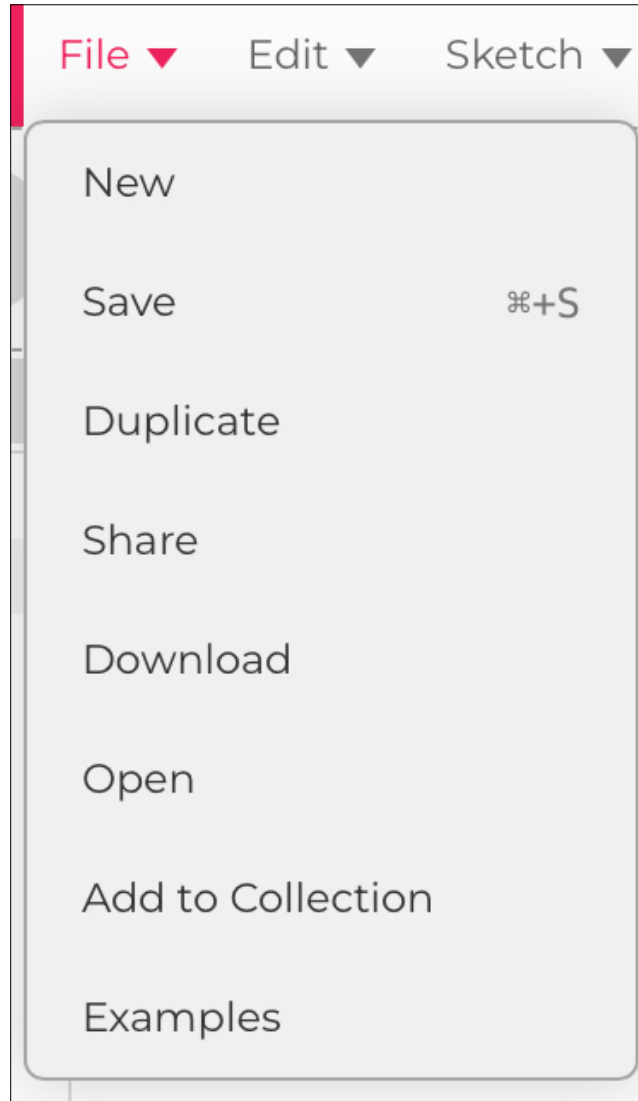 File ▼ Edit ▼ Sketch ▼
New
Save ⌘+S
Duplicate
Share
Download
Open
Add to Collection
Examples